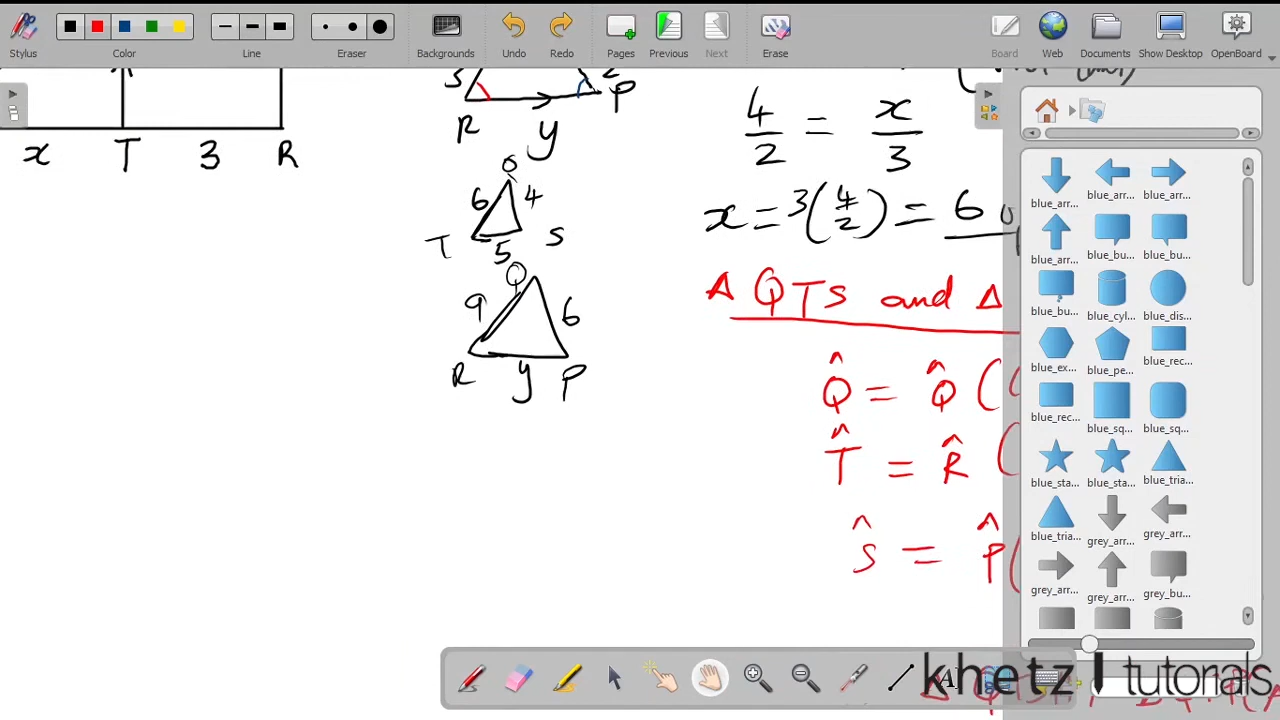 Stylus Color Line Eraser Backgrounds Undo Redo Pages Previous Next Erase Board Web Documents Show Desktop OpenBoard
3 2
R y P
x T 3 R
4/2 = x/3
x = 3(4/2) = 6
Q
6 4
T 5 S
Q
9 6
R y P
Δ QTS and Δ
Q̂ = Q̂ (
T̂ = R̂ (
Ŝ = P̂ (
blue_arr... blue_arr... blue_arr...
blue_arr... blue_bu... blue_bu...
blue_bu... blue_cyl... blue_dis...
blue_ex... blue_pe... blue_rec...
blue_rec... blue_sq... blue_sq...
blue_sta... blue_sta... blue_tria...
blue_tria... grey_arr... grey_arr...
grey_arr... grey_arr... grey_bu...
khetz tutorials